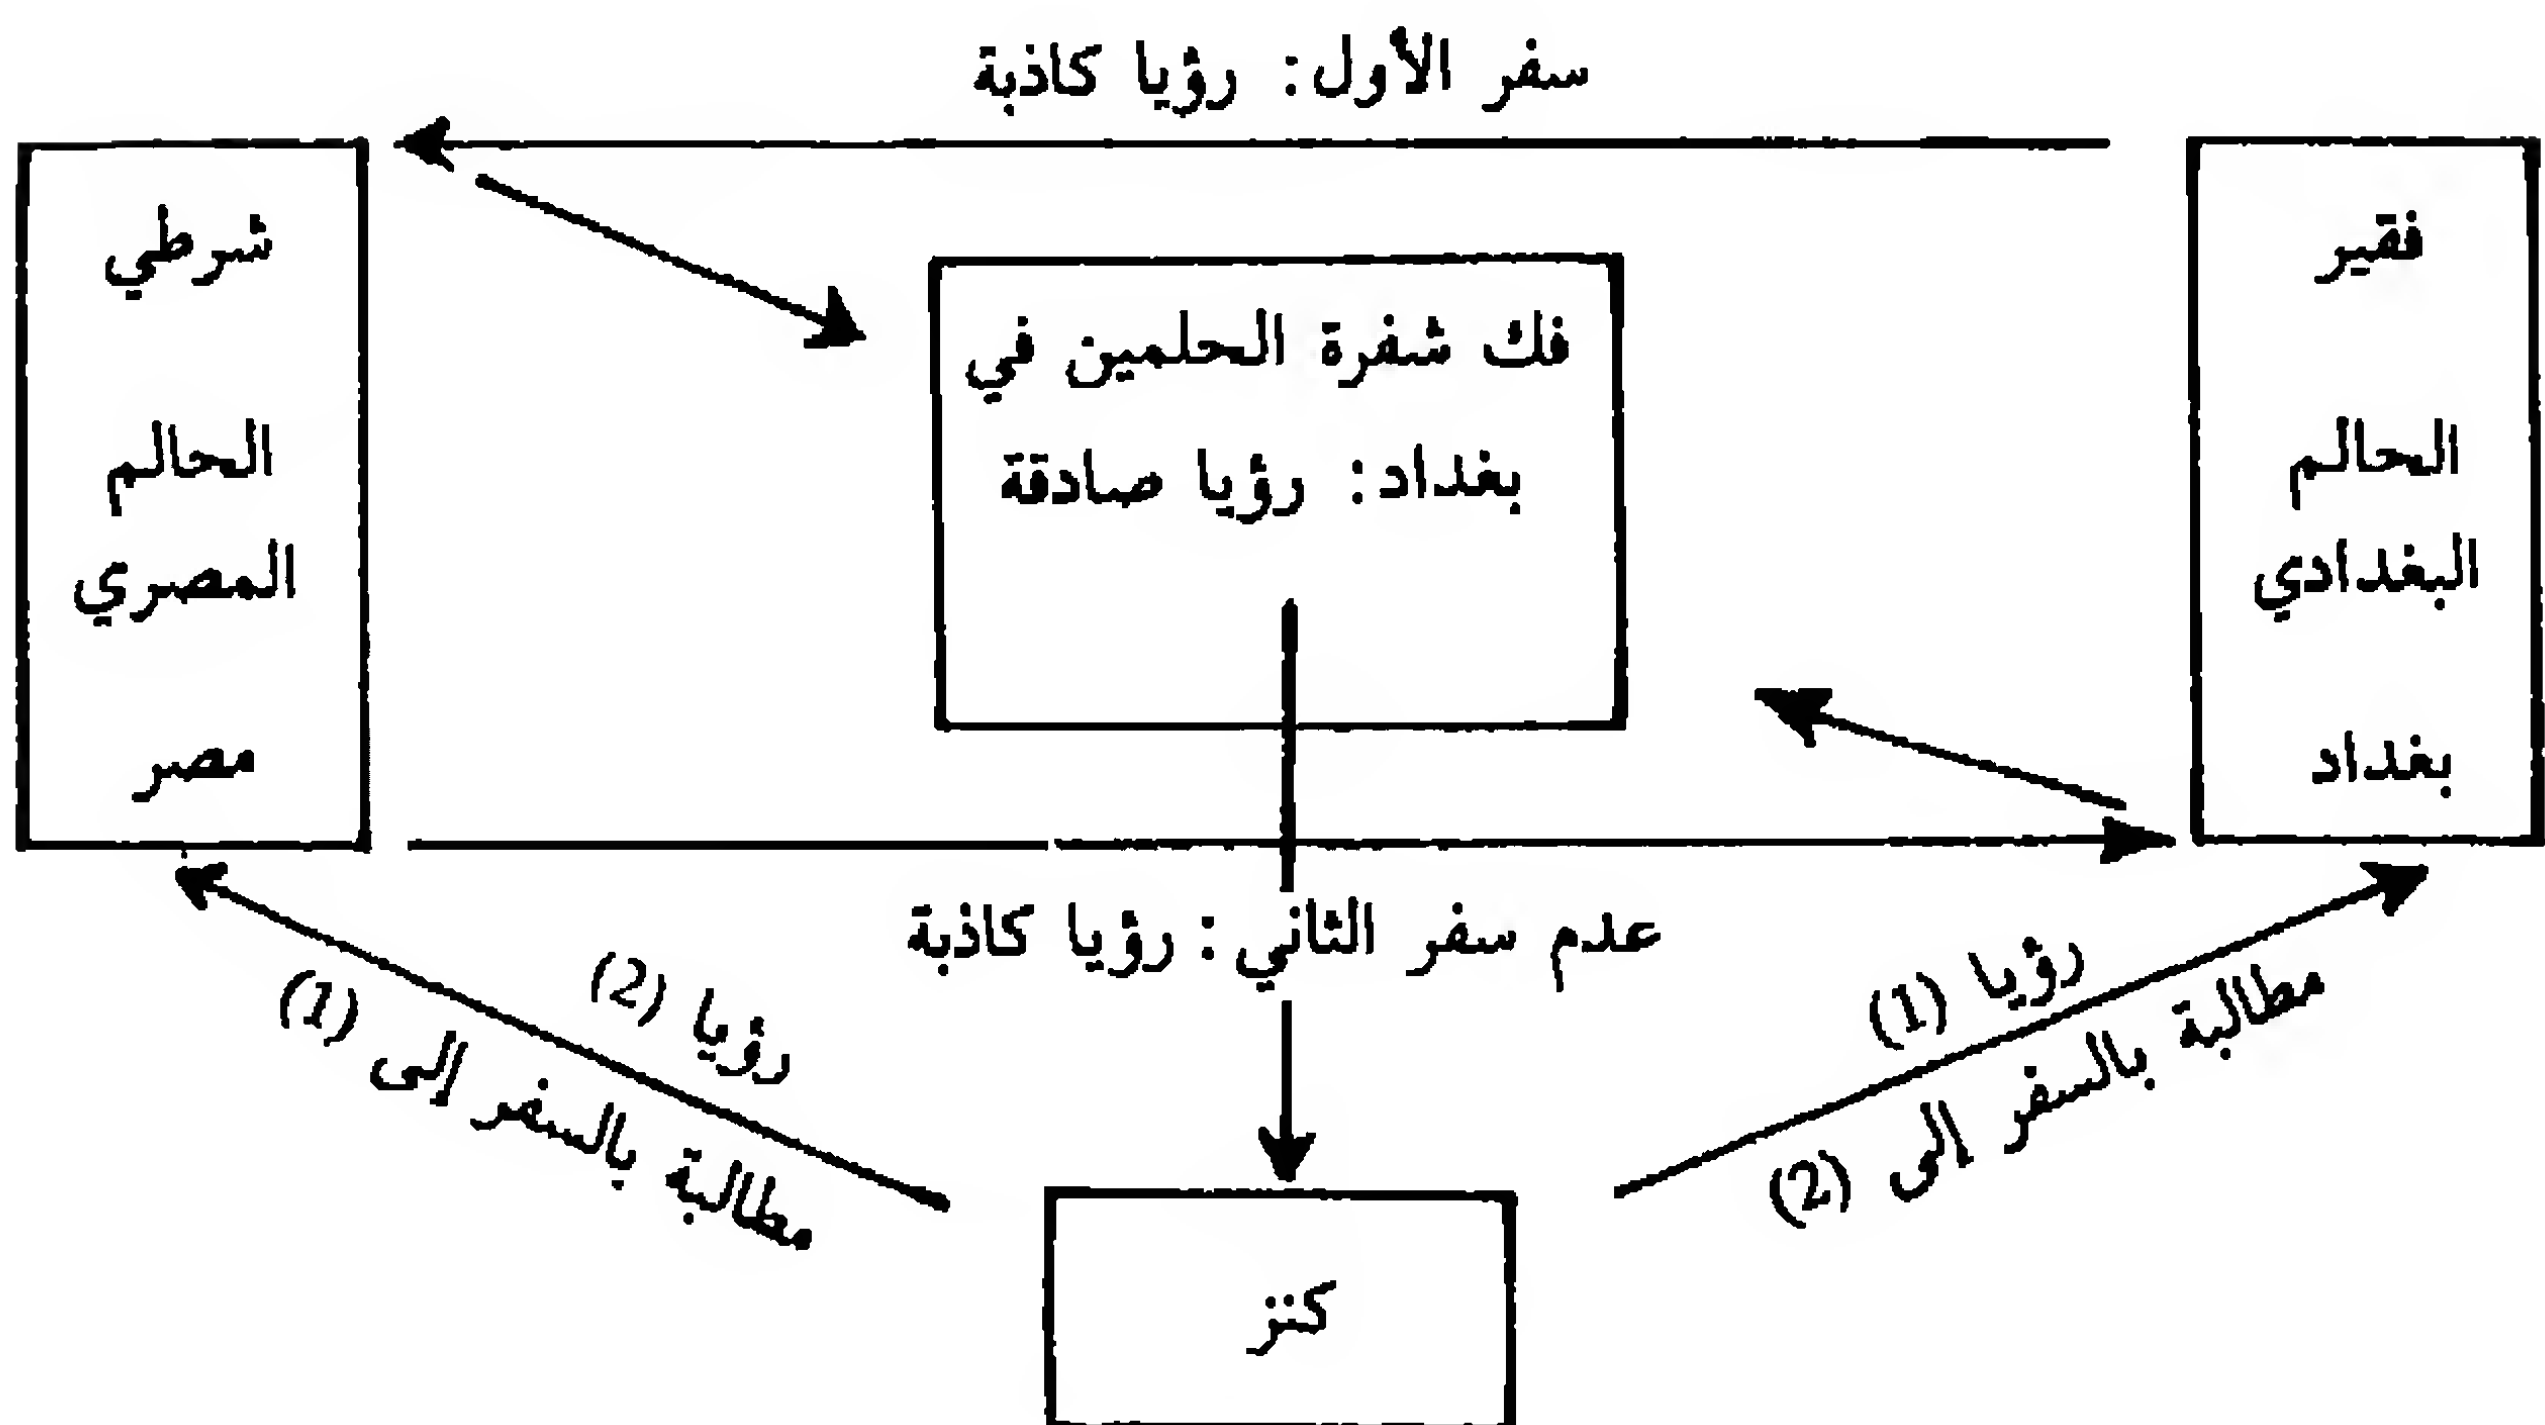 سفر الأول: رؤيا كاذبة
فقير
الحالم
البغدادي
بغداد
فك شفرة الحلمين في
بغداد: رؤيا صادقة
شرطي
الحالم
المصري
مصر
عدم سفر الثاني: رؤيا كاذبة
رؤيا (1)
مطالبة بالسفر إلى (2)
رؤيا (2)
مطالبة بالسفر إلى (1)
كنز